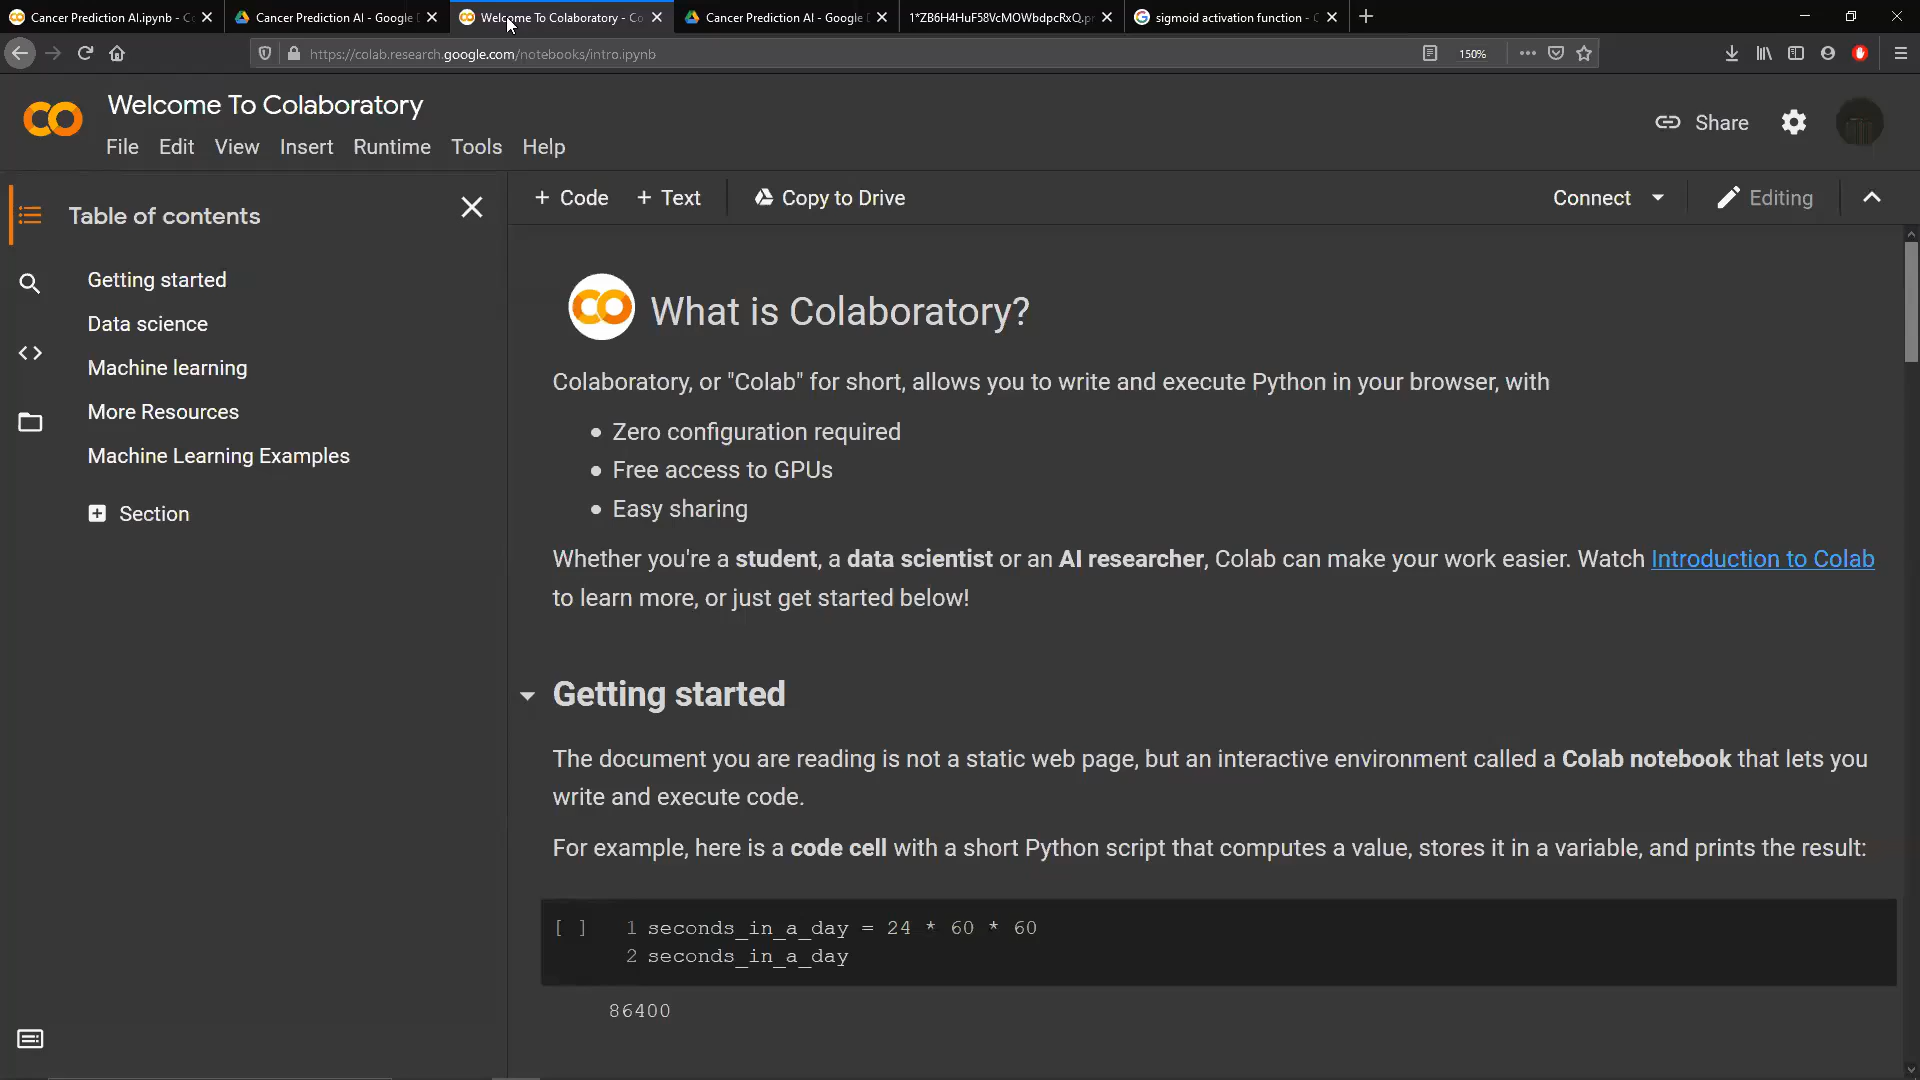 Cancer Prediction AI.ipynb - Co
Cancer Prediction AI - Google D
Welcome To Colaboratory - Co
Cancer Prediction AI - Google D
1*ZB6H4HuF58VcMOWbdpcRxQ.pn
sigmoid activation function - G
https://colab.research.google.com/notebooks/intro.ipynb
150%
Welcome To Colaboratory
File Edit View Insert Runtime Tools Help
Share
Table of contents
Getting started
Data science
Machine learning
More Resources
Machine Learning Examples
Section
+ Code + Text Copy to Drive
Connect
Editing
CO What is Colaboratory?
Colaboratory, or "Colab" for short, allows you to write and execute Python in your browser, with
• Zero configuration required
• Free access to GPUs
• Easy sharing
Whether you're a student, a data scientist or an AI researcher, Colab can make your work easier. Watch Introduction to Colab
to learn more, or just get started below!
Getting started
The document you are reading is not a static web page, but an interactive environment called a Colab notebook that lets you
write and execute code.
For example, here is a code cell with a short Python script that computes a value, stores it in a variable, and prints the result:
[ ] 1 seconds_in_a_day = 24 * 60 * 60
2 seconds_in_a_day
86400